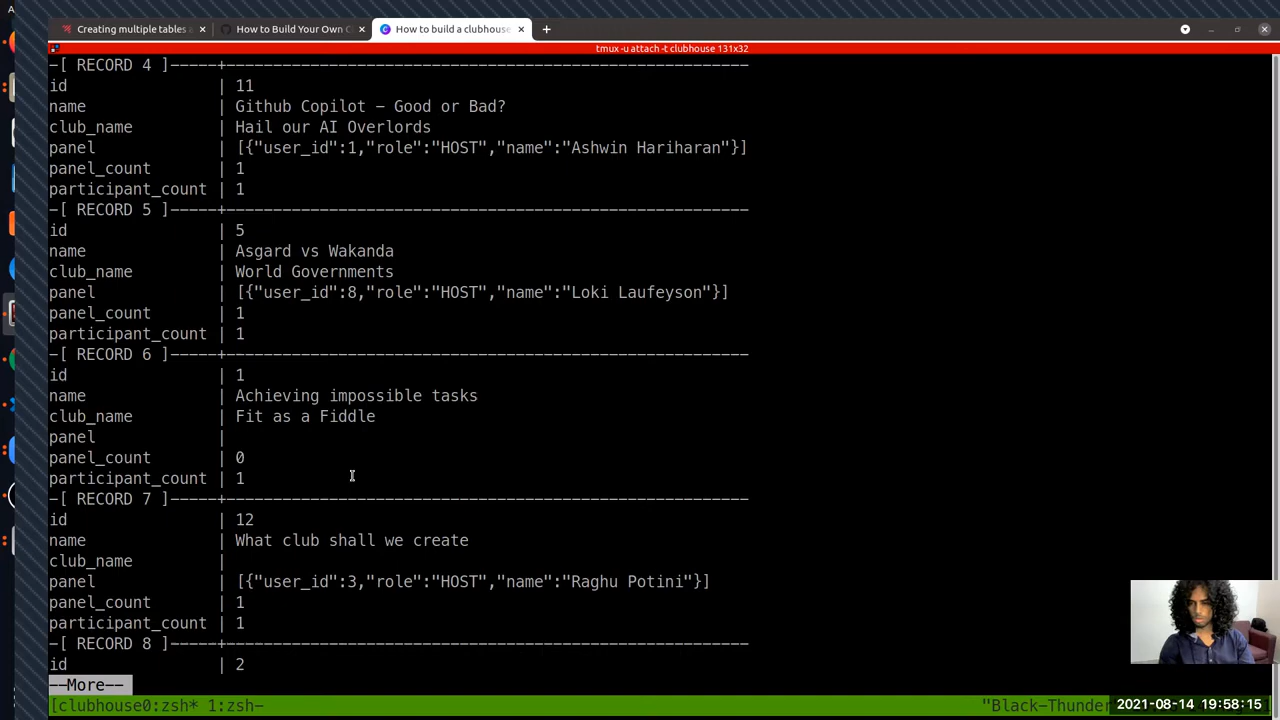 A
Creating multiple tables a × How to Build Your Own C × How to build a clubhouse × +
tmux -u attach -t clubhouse 131x32
-[ RECORD 4 ]-----+--------------------------------------------------------
id | 11
name | Github Copilot - Good or Bad?
club_name | Hail our AI Overlords
panel | [{"user_id":1,"role":"HOST","name":"Ashwin Hariharan"}]
panel_count | 1
participant_count | 1
-[ RECORD 5 ]-----+--------------------------------------------------------
id | 5
name | Asgard vs Wakanda
club_name | World Governments
panel | [{"user_id":8,"role":"HOST","name":"Loki Laufeyson"}]
panel_count | 1
participant_count | 1
-[ RECORD 6 ]-----+--------------------------------------------------------
id | 1
name | Achieving impossible tasks
club_name | Fit as a Fiddle
panel |
panel_count | 0
participant_count | 1
-[ RECORD 7 ]-----+--------------------------------------------------------
id | 12
name | What club shall we create
club_name |
panel | [{"user_id":3,"role":"HOST","name":"Raghu Potini"}]
panel_count | 1
participant_count | 1
-[ RECORD 8 ]-----+--------------------------------------------------------
id | 2
--More--
[clubhouse0:zsh* 1:zsh- "Black-Thunder 2021-08-14 19:58:15